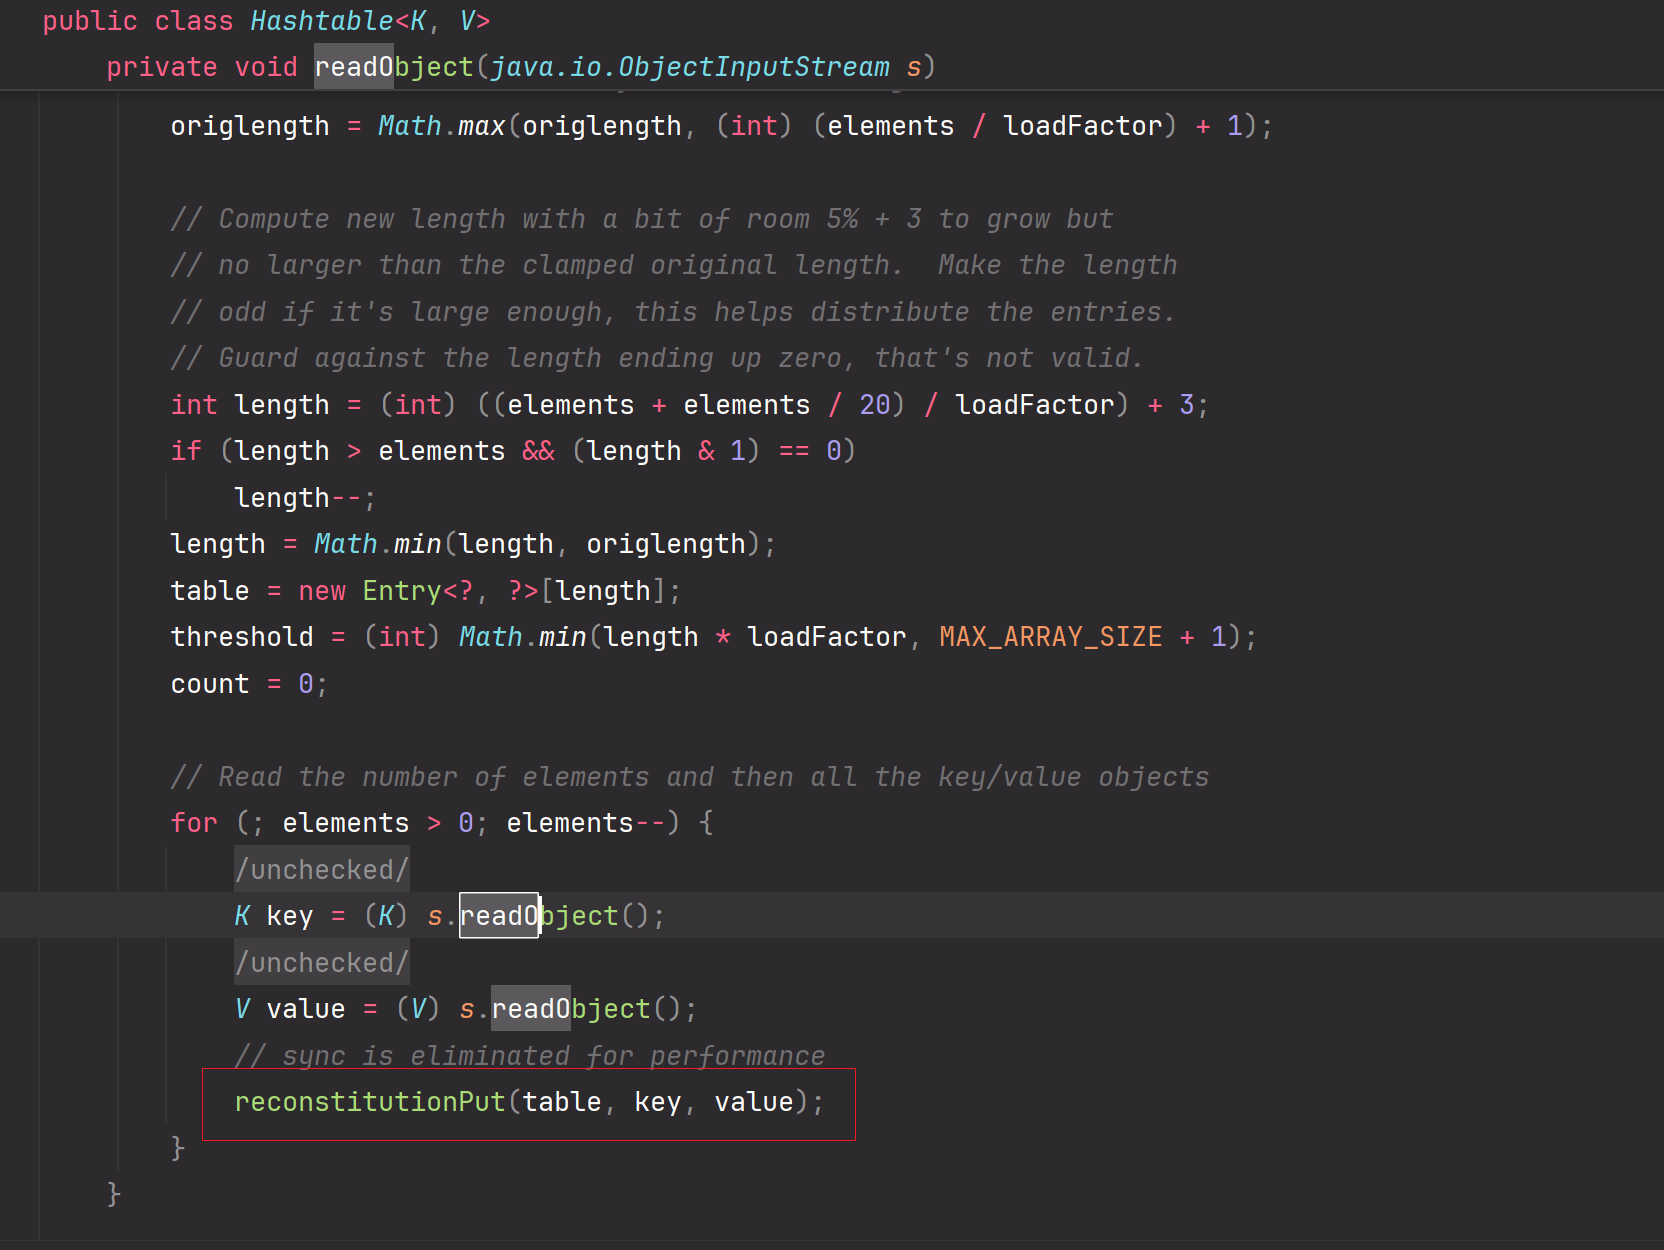 public class Hashtable<K, V>
private void readObject(java.io.ObjectInputStream s)
origlength = Math.max(origlength, (int) (elements / loadFactor) + 1);
// Compute new length with a bit of room 5% + 3 to grow but
// no larger than the clamped original length.  Make the length
// odd if it's large enough, this helps distribute the entries.
// Guard against the length ending up zero, that's not valid.
int length = (int) ((elements + elements / 20) / loadFactor) + 3;
if (length > elements && (length & 1) == 0)
length--;
length = Math.min(length, origlength);
table = new Entry<?, ?>[length];
threshold = (int) Math.min(length * loadFactor, MAX_ARRAY_SIZE + 1);
count = 0;
// Read the number of elements and then all the key/value objects
for (; elements > 0; elements--) {
/unchecked/
K key = (K) s.readObject();
/unchecked/
V value = (V) s.readObject();
// sync is eliminated for performance
reconstitutionPut(table, key, value);
}
}